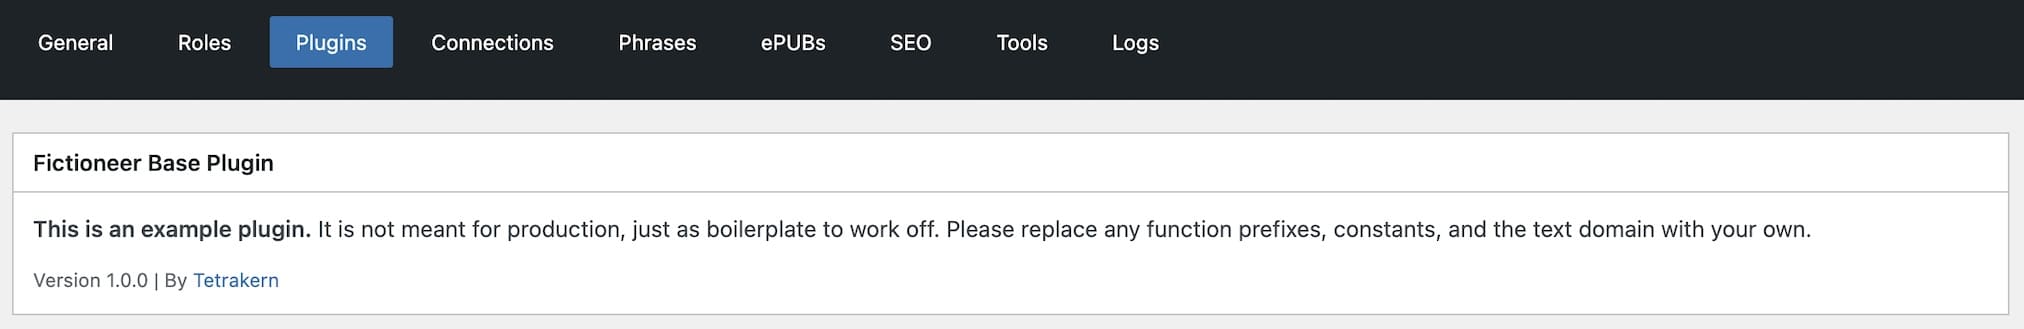 General Roles Plugins Connections Phrases ePUBs SEO Tools Logs
Fictioneer Base Plugin
This is an example plugin. It is not meant for production, just as boilerplate to work off. Please replace any function prefixes, constants, and the text domain with your own.
Version 1.0.0 | By Tetrakern